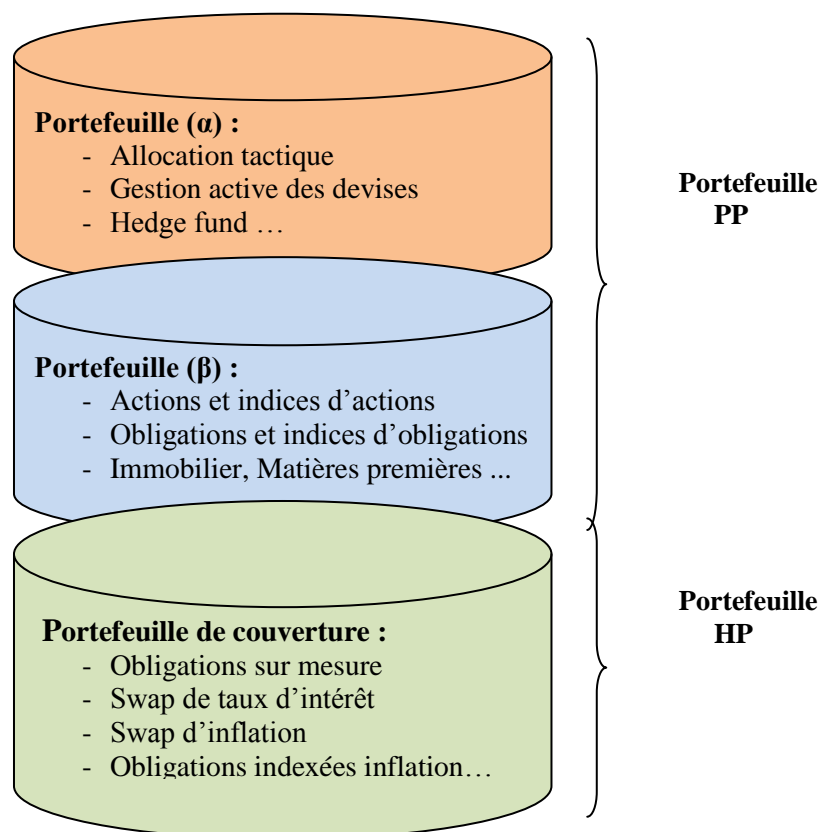 Portefeuille (α) :
- Allocation tactique
- Gestion active des devises
- Hedge fund …
Portefeuille
PP
Portefeuille (β) :
- Actions et indices d’actions
- Obligations et indices d’obligations
- Immobilier, Matières premières ...
Portefeuille de couverture :
- Obligations sur mesure
- Swap de taux d’intérêt
- Swap d’inflation
- Obligations indexées inflation…
Portefeuille
HP